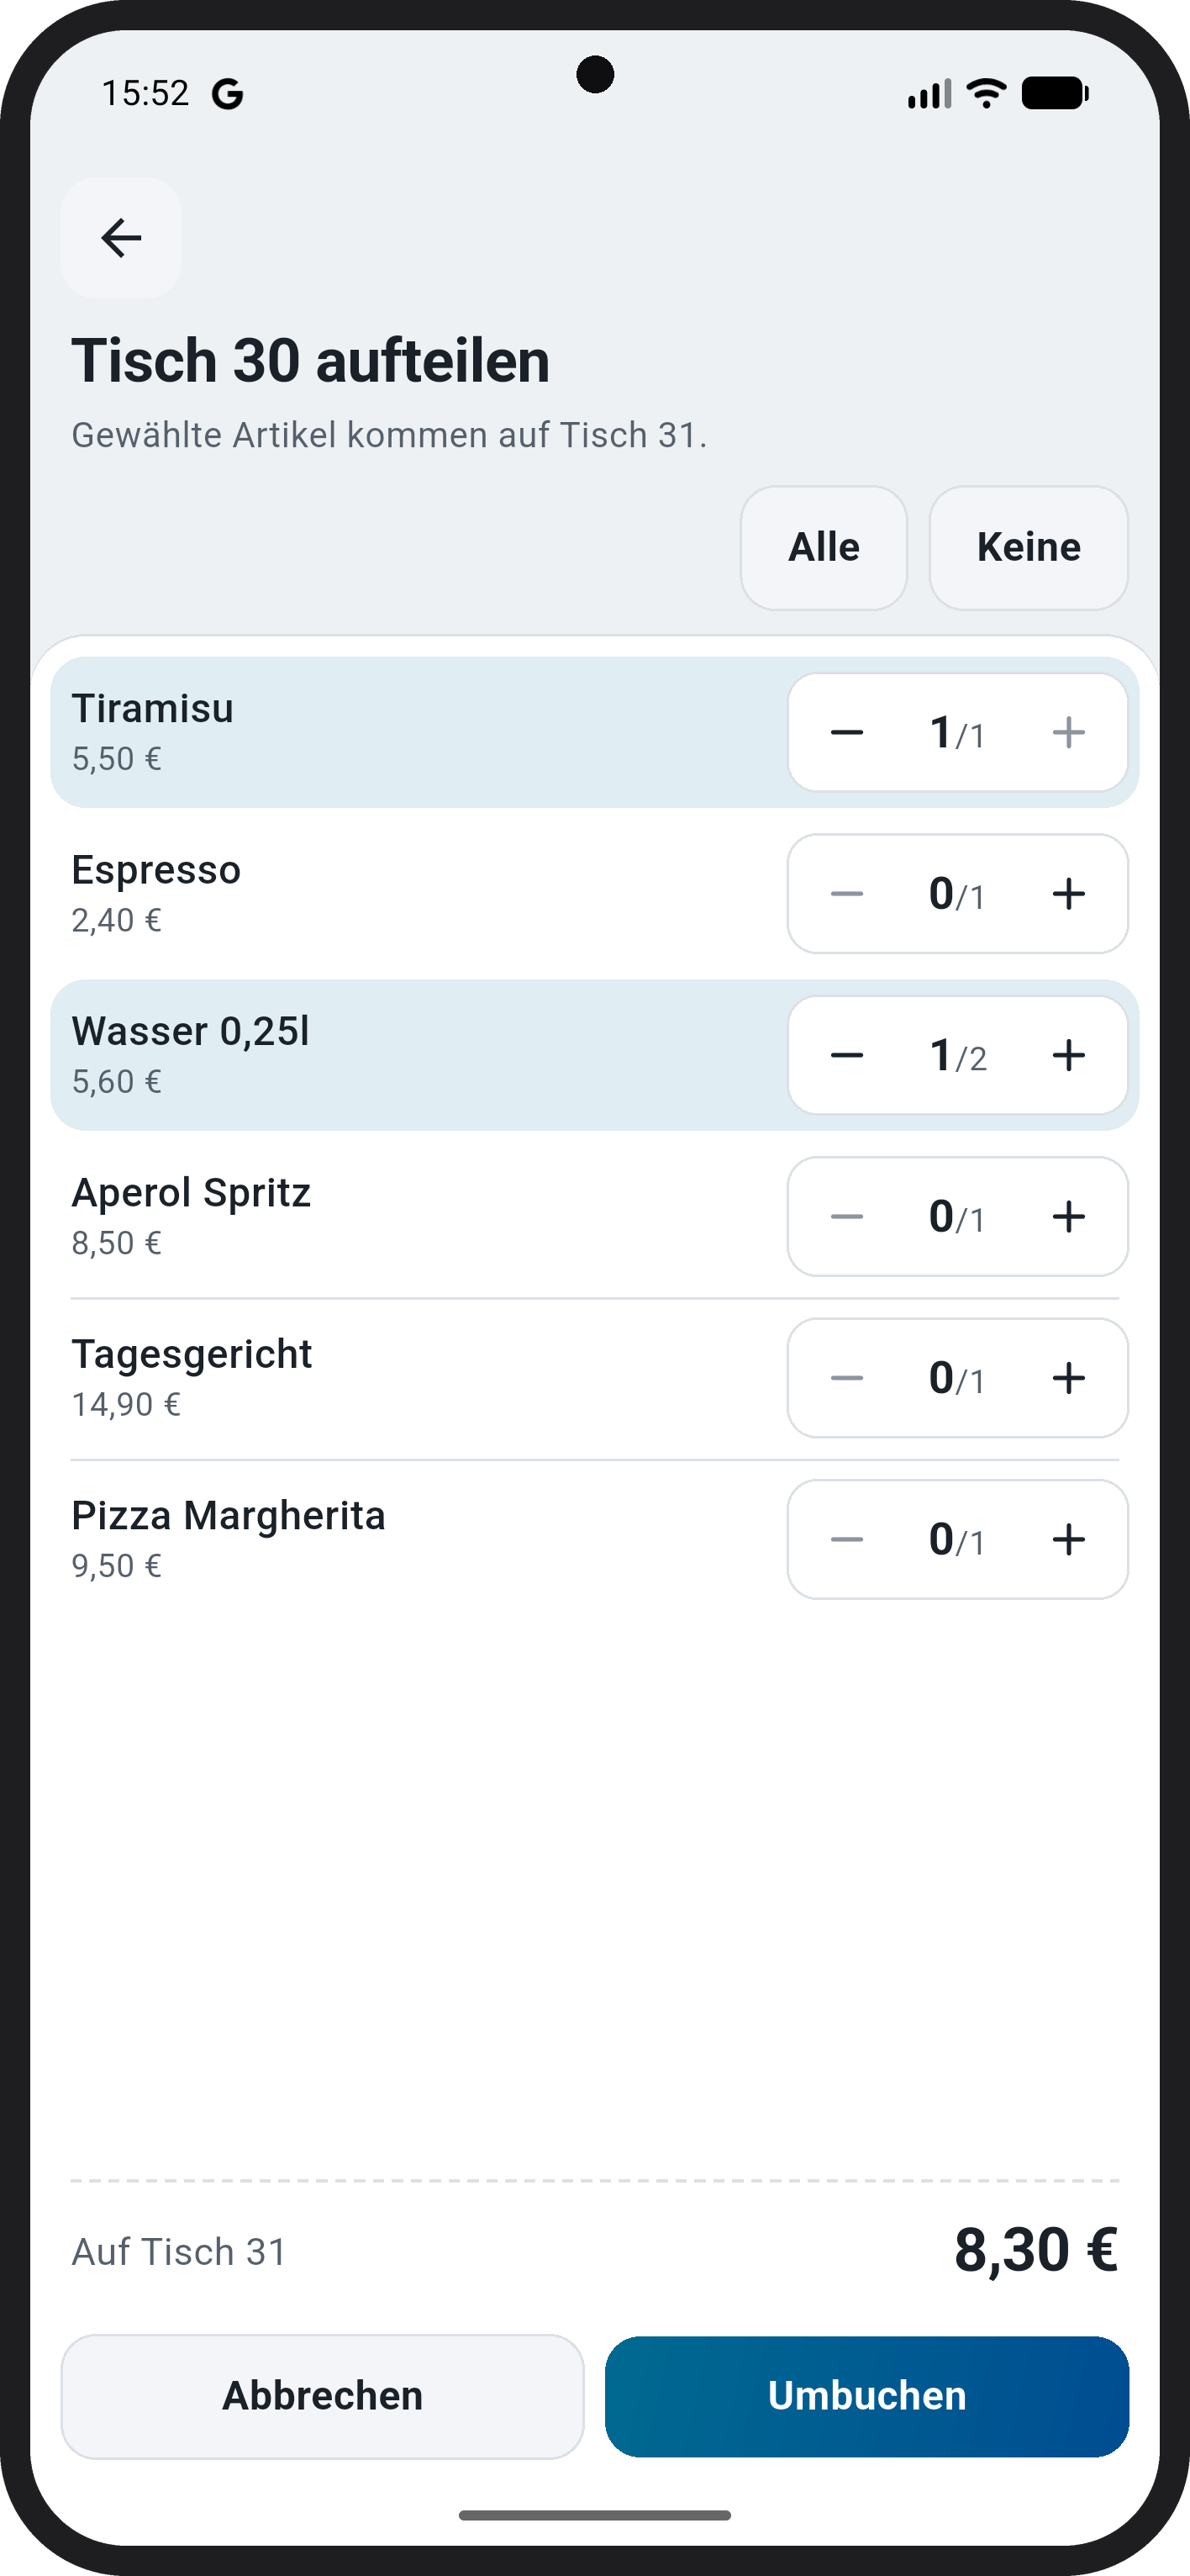 15:52 G
Tisch 30 aufteilen
Gewählte Artikel kommen auf Tisch 31.
Alle Keine
Tiramisu
5,50 €
1/1
Espresso
2,40 €
0/1
Wasser 0,25l
5,60 €
1/2
Aperol Spritz
8,50 €
0/1
Tagesgericht
14,90 €
0/1
Pizza Margherita
9,50 €
0/1
Auf Tisch 31 8,30 €
Abbrechen Umbuchen